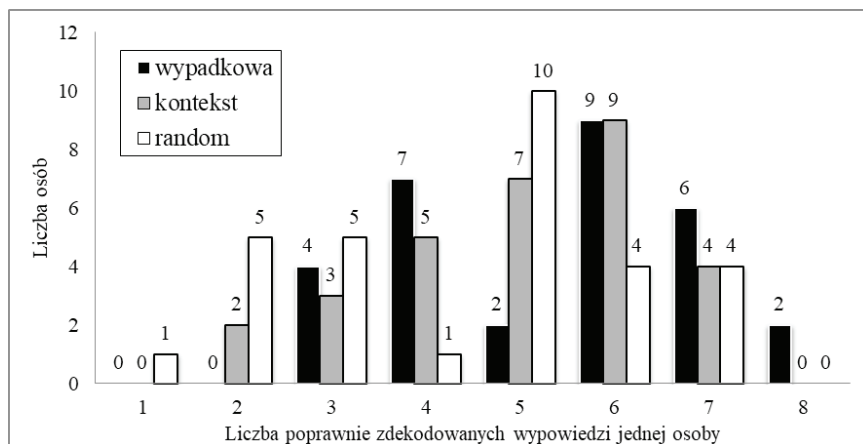 12
10
8
6
4
2
0
Liczba osób
wypadkowa
kontekst
random
0 0 1
0 2 5
4 3 5
7 5 1
2 7 10
9 9 4
6 4 4
2 0 0
1 2 3 4 5 6 7 8
Liczba poprawnie zdekodowanych wypowiedzi jednej osoby